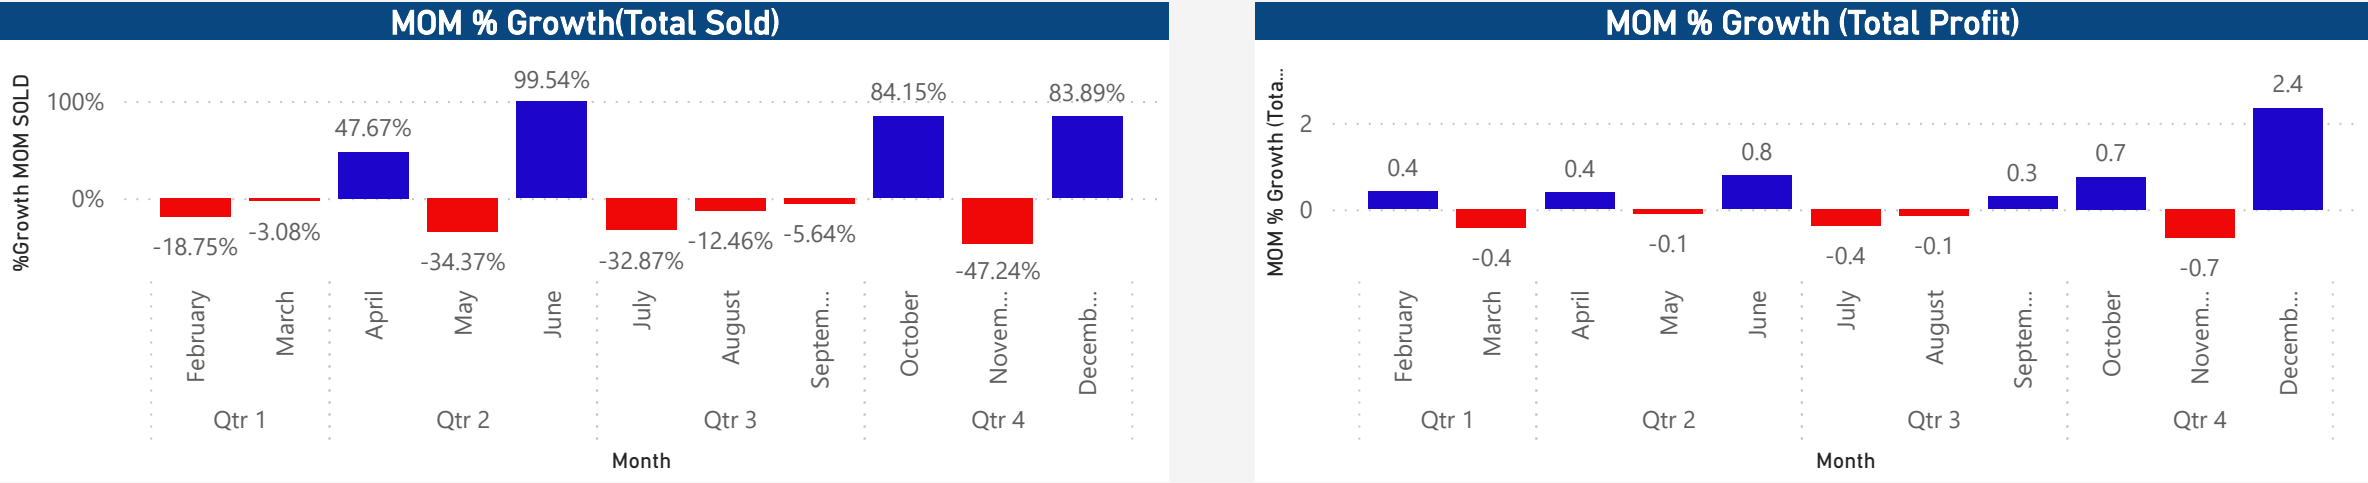 MOM % Growth(Total Sold)
%Growth MOM SOLD
100%
0%
-18.75%
-3.08%
47.67%
-34.37%
99.54%
-32.87%
-12.46%
-5.64%
84.15%
-47.24%
83.89%
February
March
April
May
June
July
August
Septem...
October
Novem...
Decemb...
Qtr 1
Qtr 2
Qtr 3
Qtr 4
Month
MOM % Growth (Total Profit)
MOM % Growth (Tota...
2
0
0.4
-0.4
0.4
-0.1
0.8
-0.4
-0.1
0.3
0.7
-0.7
2.4
February
March
April
May
June
July
August
Septem...
October
Novem...
Decemb...
Qtr 1
Qtr 2
Qtr 3
Qtr 4
Month